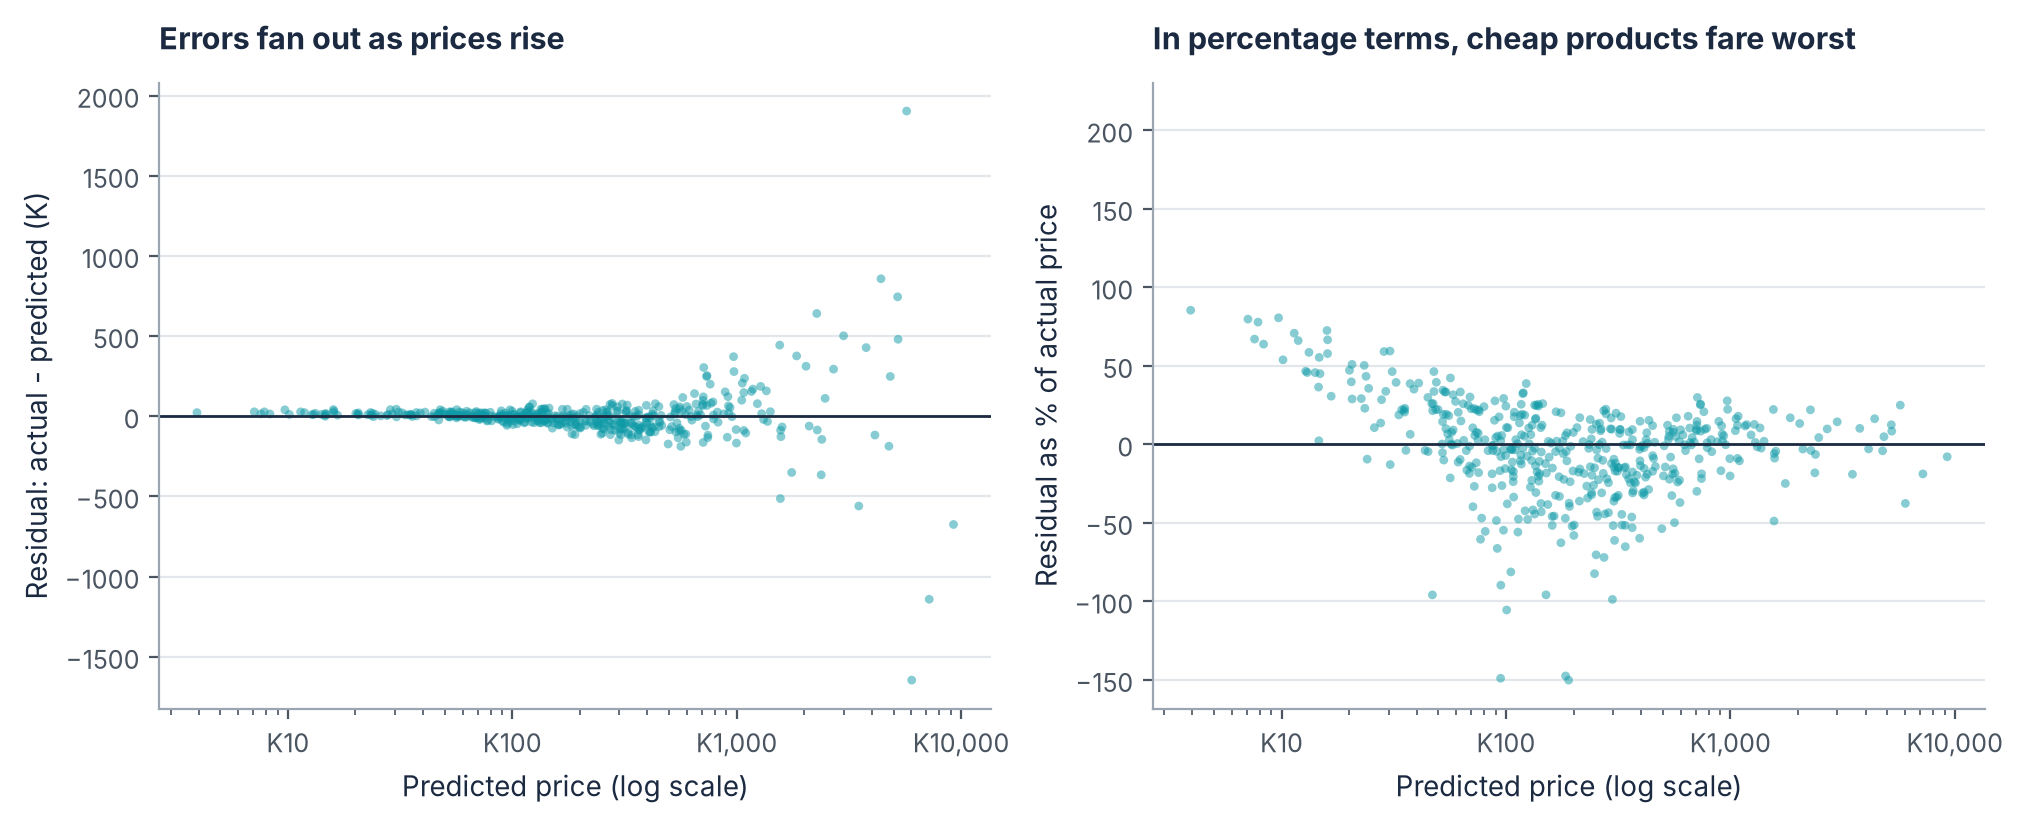 Errors fan out as prices rise
2000
1500
1000
500
0
−500
−1000
−1500
Residual: actual - predicted (K)
K10
K100
K1,000
K10,000
Predicted price (log scale)
In percentage terms, cheap products fare worst
200
150
100
50
0
−50
−100
−150
Residual as % of actual price
K10
K100
K1,000
K10,000
Predicted price (log scale)